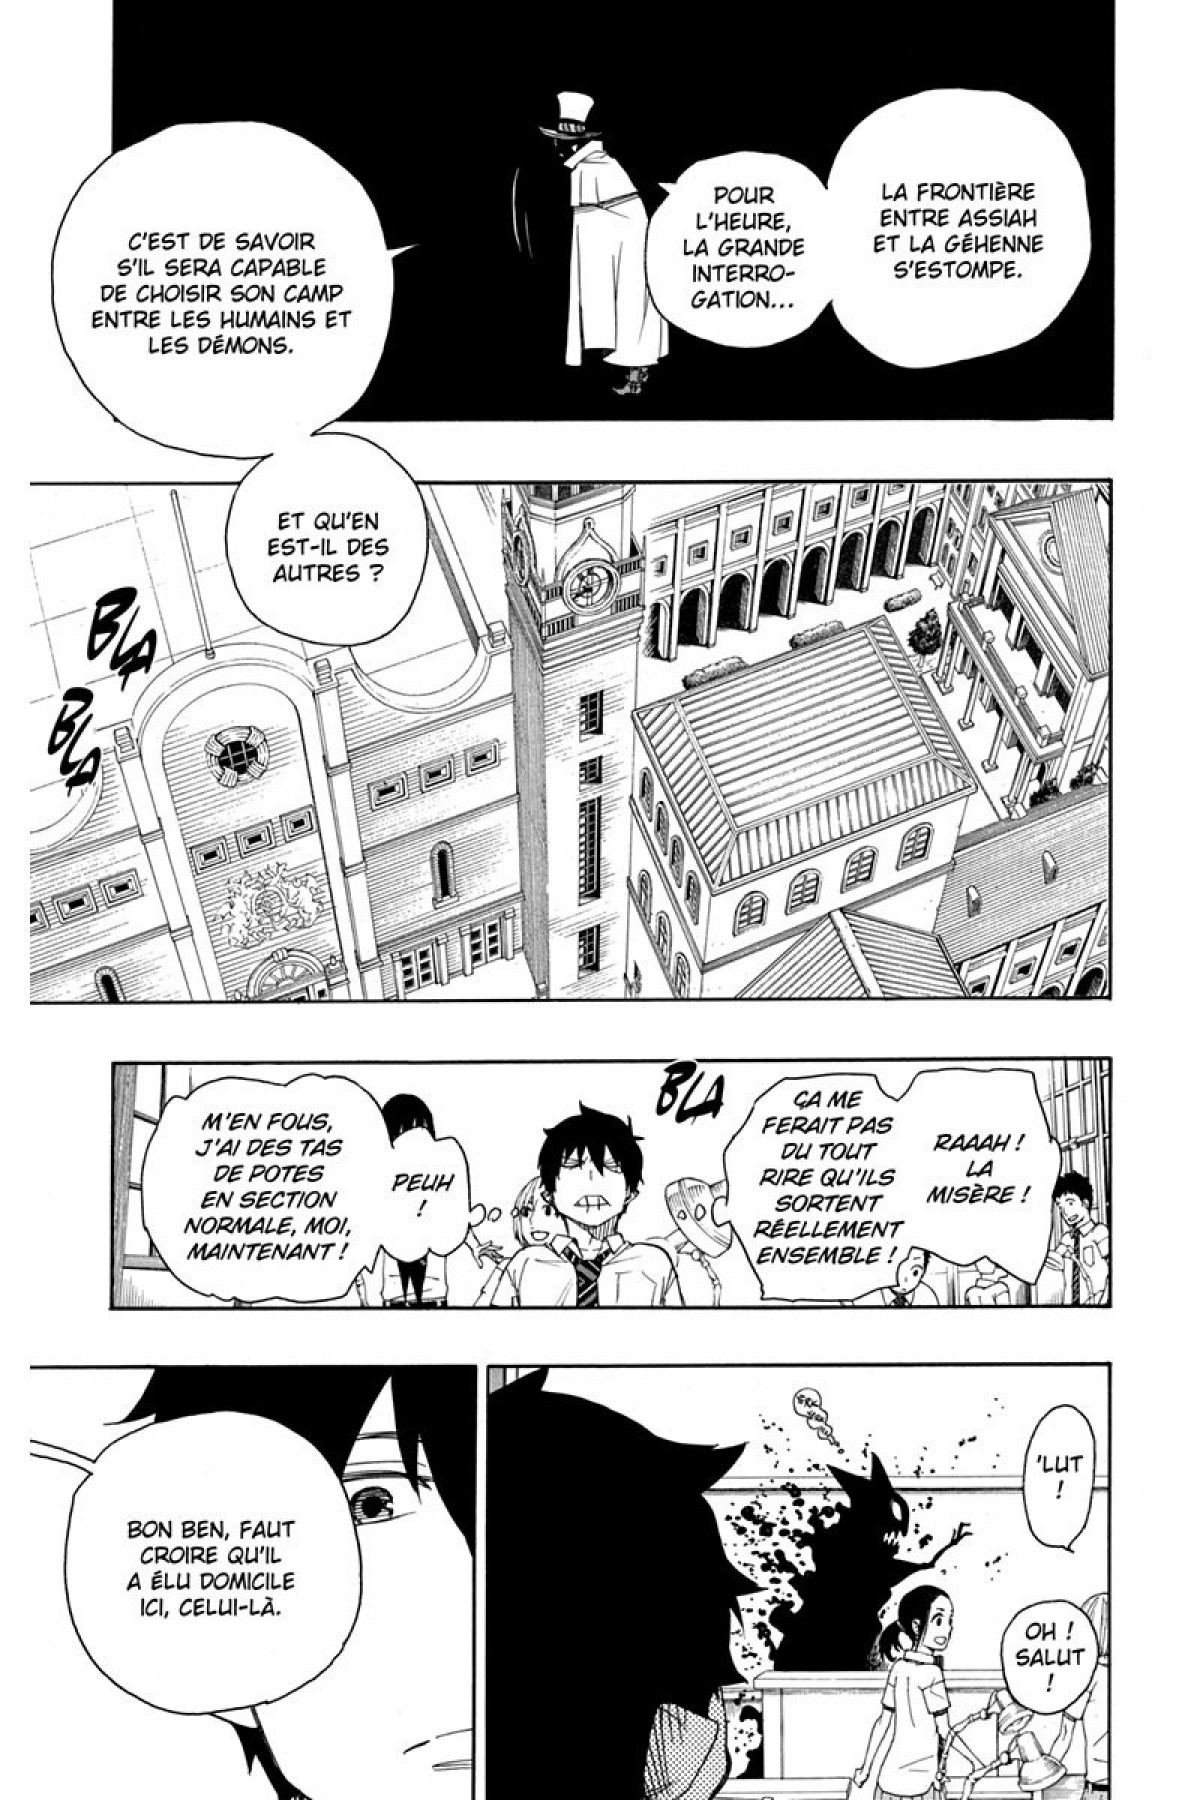 LA FRONTIÈRE
ENTRE ASSIAH
ET LA GÉHENNE
S'ESTOMPE.
POUR
L'HEURE,
LA GRANDE
INTERRO-
GATION...
C'EST DE SAVOIR
S'IL SERA CAPABLE
DE CHOISIR SON CAMP
ENTRE LES HUMAINS ET
LES DÉMONS.
ET QU'EN
EST-IL DES
AUTRES ?
BLA
BLA
RAAAH !
LA
MISÈRE !
ÇA ME
FERAIT PAS
DU TOUT
RIRE QU'ILS
SORTENT
RÉELLEMENT
ENSEMBLE !
BLA
PEUH
!
M'EN FOUS,
J'AI DES TAS
DE POTES
EN SECTION
NORMALE, MOI,
MAINTENANT !
'LUT
!
OH !
SALUT
!
BON BEN, FAUT
CROIRE QU'IL
A ÉLU DOMICILE
ICI, CELUI-LÀ.